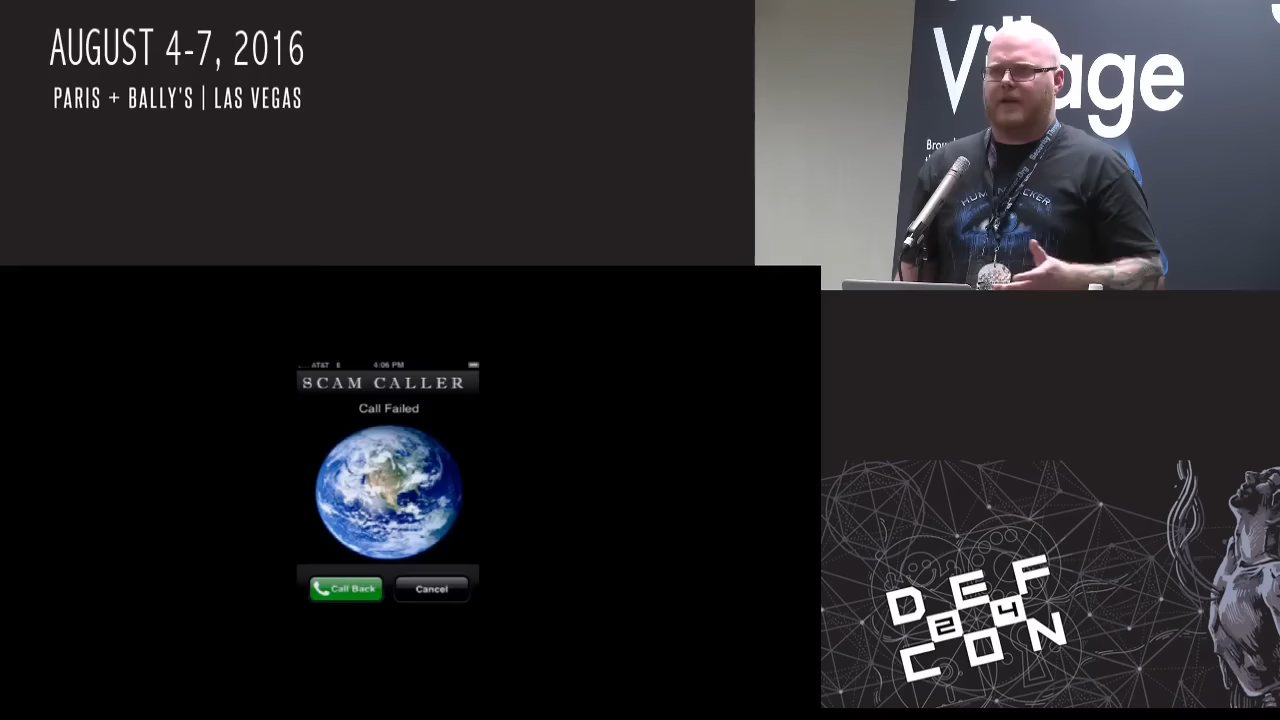 AUGUST 4-7, 2016
PARIS + BALLY'S | LAS VEGAS
Village
AT&T 4:06 PM
SCAM CALLER
Call Failed
Call Back
Cancel
DEF
24
CON